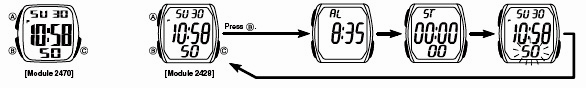 SU 30
10:58
50
A
B
C
[Module 2470]
SU 30
10:58
50
A
B
C
[Module 2428]
Press B.
AL
8:35
ST
00:00
00
SU 30
10:58
50